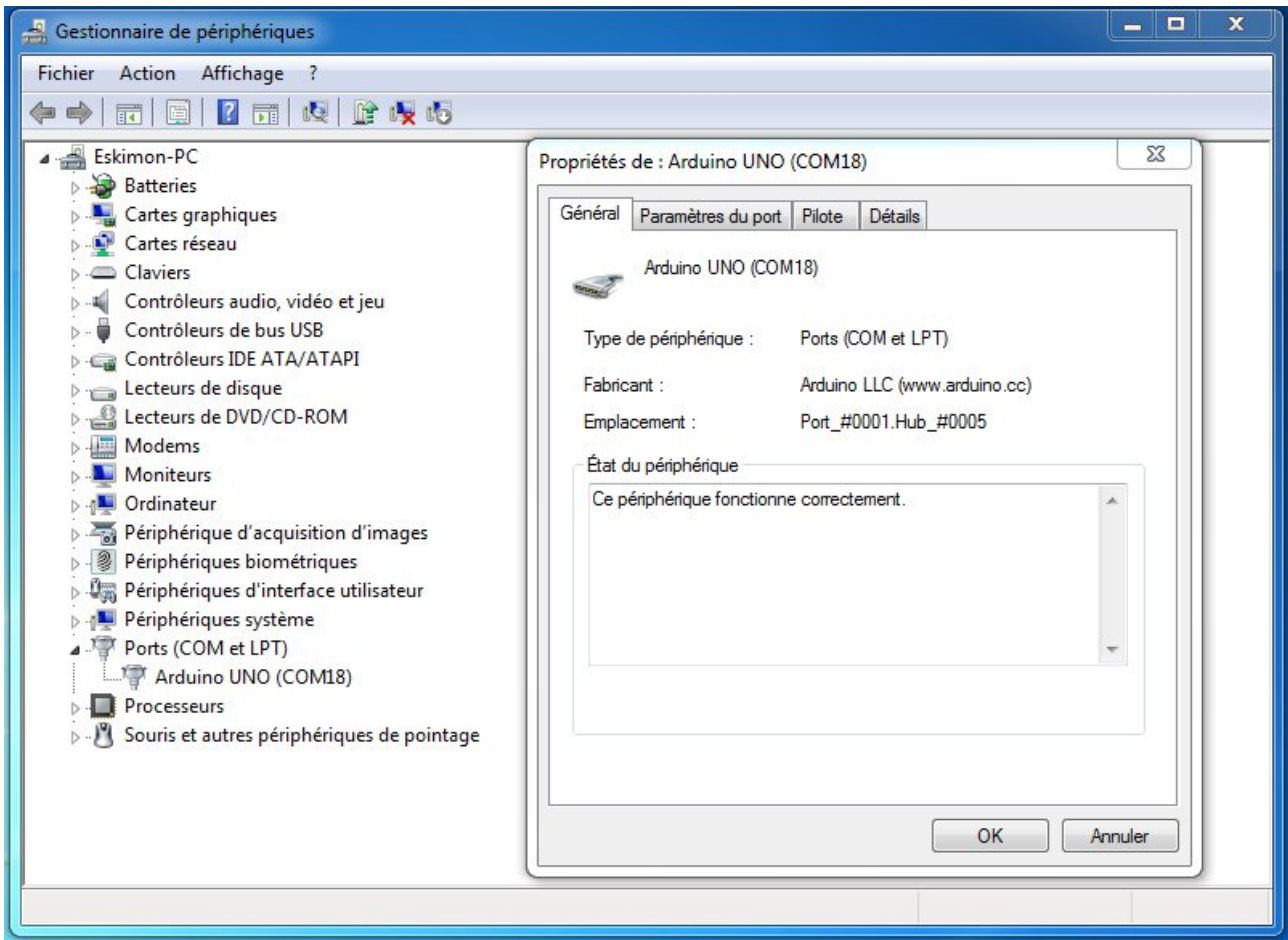 Gestionnaire de périphériques
Fichier Action Affichage ?
Eskimon-PC
Batteries
Cartes graphiques
Cartes réseau
Claviers
Contrôleurs audio, vidéo et jeu
Contrôleurs de bus USB
Contrôleurs IDE ATA/ATAPI
Lecteurs de disque
Lecteurs de DVD/CD-ROM
Modems
Moniteurs
Ordinateur
Périphérique d'acquisition d'images
Périphériques biométriques
Périphériques d'interface utilisateur
Périphériques système
Ports (COM et LPT)
Arduino UNO (COM18)
Processeurs
Souris et autres périphériques de pointage
Propriétés de : Arduino UNO (COM18)
Général Paramètres du port Pilote Détails
Arduino UNO (COM18)
Type de périphérique : Ports (COM et LPT)
Fabricant : Arduino LLC (www.arduino.cc)
Emplacement : Port_#0001.Hub_#0005
État du périphérique
Ce périphérique fonctionne correctement.
OK Annuler